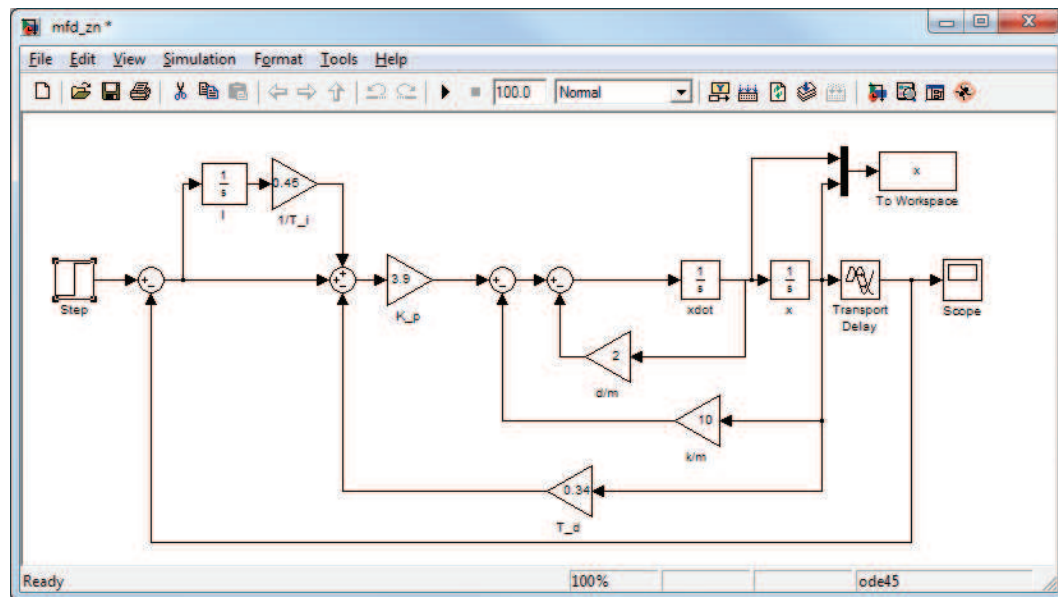 mfd_zn *
File Edit View Simulation Format Tools Help
100.0 Normal
1
s
I
0.45
1/T_i
x
To Workspace
Step
3.9
K_p
1
s
xdot
1
s
x
Transport
Delay
Scope
2
d/m
10
k/m
0.34
T_d
Ready 100% ode45